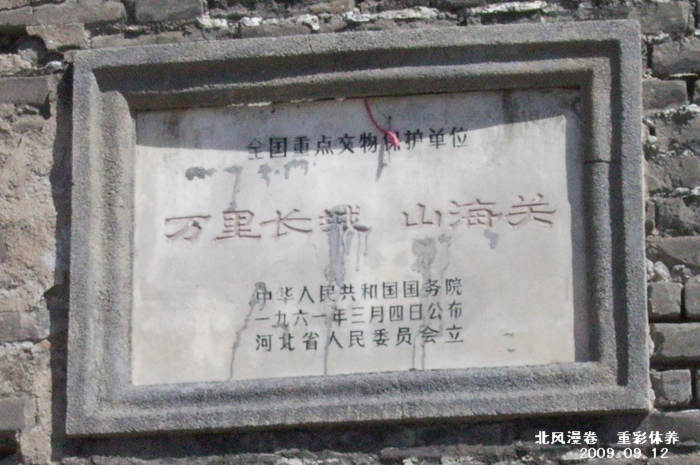 全国重点文物保护单位
万里长城 山海关
中华人民共和国国务院
一九六一年三月四日公布
河北省人民委员会立
北风漫卷 重彩体养
2009.09.12